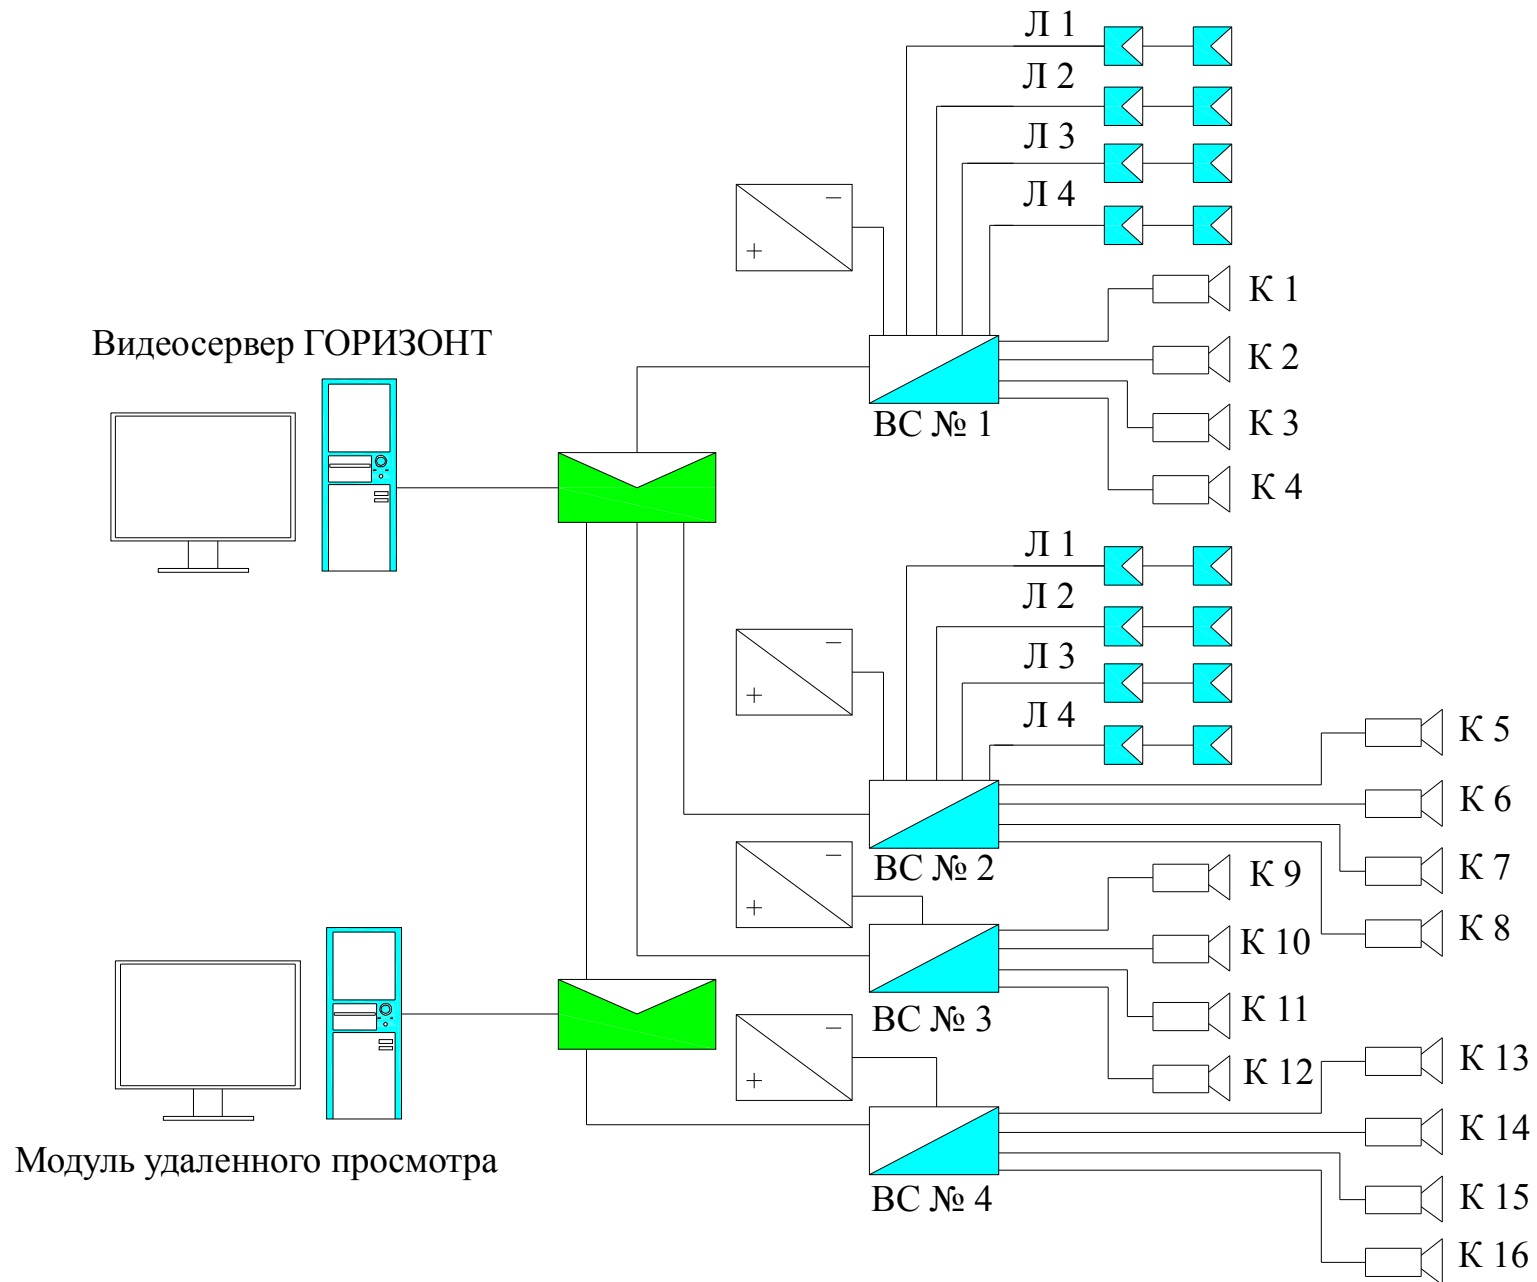 Л 1
Л 2
Л 3
Л 4
− +
К 1
К 2
К 3
К 4
ВС № 1
Видеосервер ГОРИЗОНТ
Л 1
Л 2
Л 3
Л 4
− +
К 5
К 6
К 7
К 8
ВС № 2
− +
К 9
К 10
К 11
К 12
ВС № 3
− +
К 13
К 14
К 15
К 16
ВС № 4
Модуль удаленного просмотра